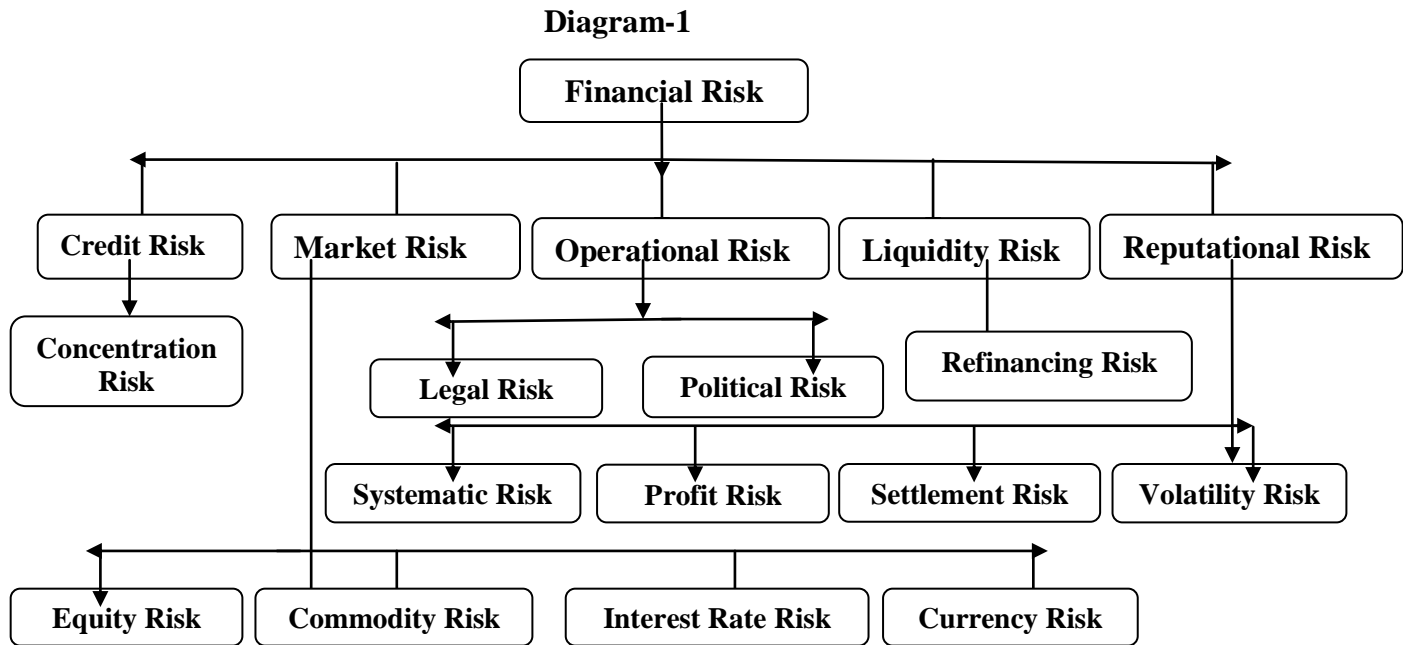 Diagram-1
Financial Risk
Credit Risk
Market Risk
Operational Risk
Liquidity Risk
Reputational Risk
Concentration
Risk
Legal Risk
Political Risk
Refinancing Risk
Systematic Risk
Profit Risk
Settlement Risk
Volatility Risk
Equity Risk
Commodity Risk
Interest Rate Risk
Currency Risk